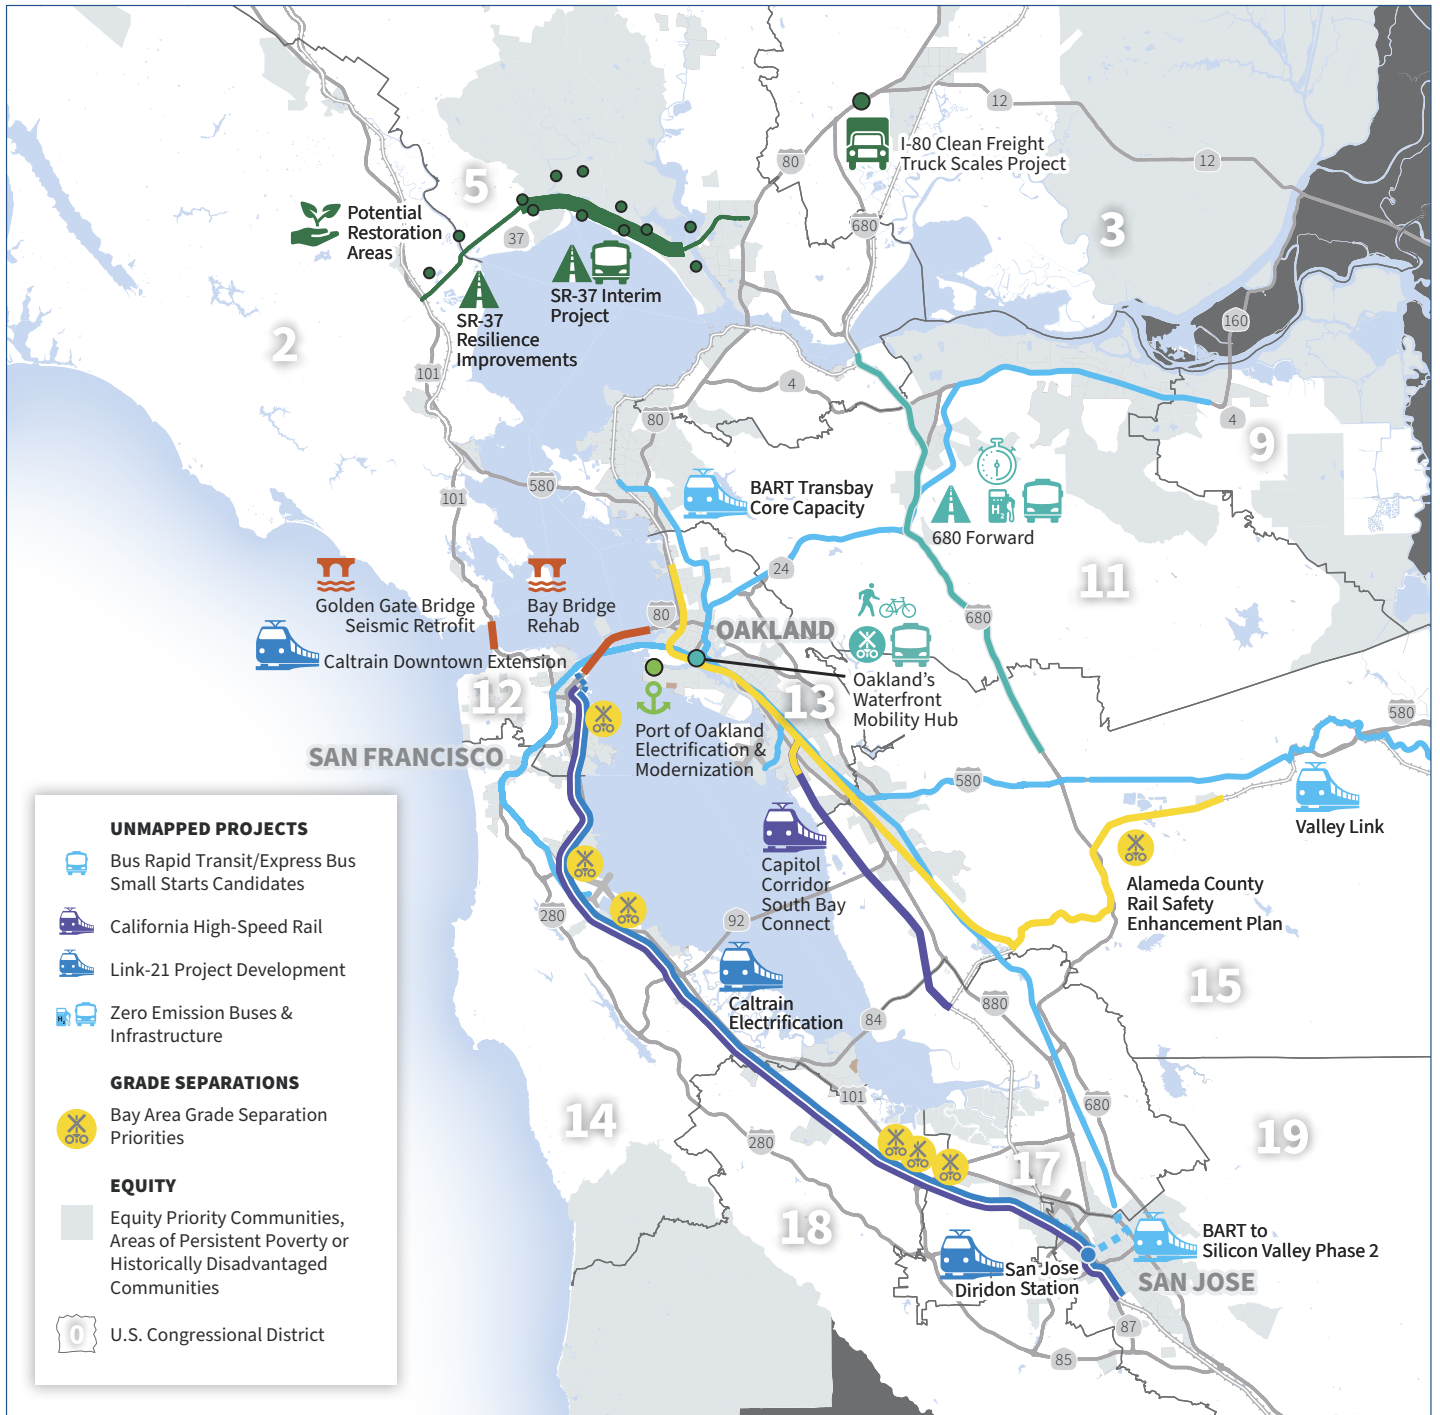 12
I-80 Clean Freight
Truck Scales Project
80
12
5
Potential
Restoration
Areas
37
680
3
SR-37 Interim
Project
SR-37
Resilience
Improvements
160
2
101
4
80
4
9
580
101
BART Transbay
Core Capacity
H2
680 Forward
24
11
Golden Gate Bridge
Seismic Retrofit
Bay Bridge
Rehab
80
680
OAKLAND
Caltrain Downtown Extension
12
13
Oakland's
Waterfront
Mobility Hub
580
Port of Oakland
Electrification &
Modernization
SAN FRANCISCO
580
Valley Link
Capitol
Corridor
South Bay
Connect
Alameda County
Rail Safety
Enhancement Plan
280
92
15
Caltrain
Electrification
880
84
101
680
14
280
19
17
18
BART to
Silicon Valley Phase 2
San Jose
Diridon Station
SAN JOSE
87
85
UNMAPPED PROJECTS
Bus Rapid Transit/Express Bus
Small Starts Candidates
California High-Speed Rail
Link-21 Project Development
H2
Zero Emission Buses &
Infrastructure
GRADE SEPARATIONS
Bay Area Grade Separation
Priorities
EQUITY
Equity Priority Communities,
Areas of Persistent Poverty or
Historically Disadvantaged
Communities
0
U.S. Congressional District